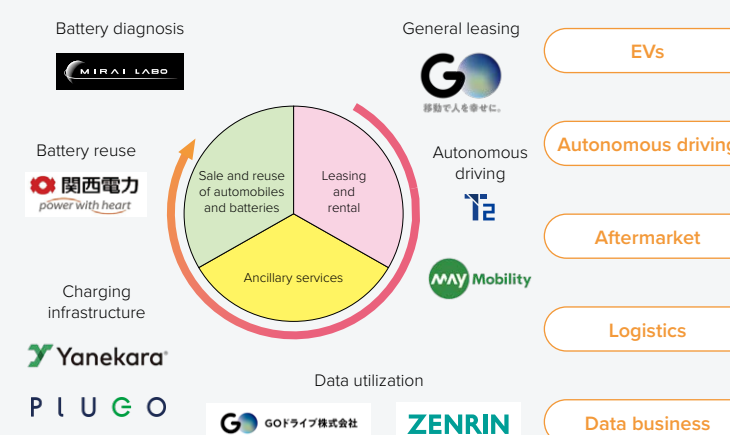 Battery diagnosis
MIRAI LABO
General leasing
GO
移動で人を幸せに。
EVs
Battery reuse
関西電力
power with heart
Sale and reuse
of automobiles
and batteries
Leasing
and
rental
Autonomous
driving
T2
MAY Mobility
Autonomous driving
Ancillary services
Aftermarket
Charging
infrastructure
Yanekara
PLUGO
Logistics
Data utilization
GO GOドライブ株式会社
ZENRIN
Data business